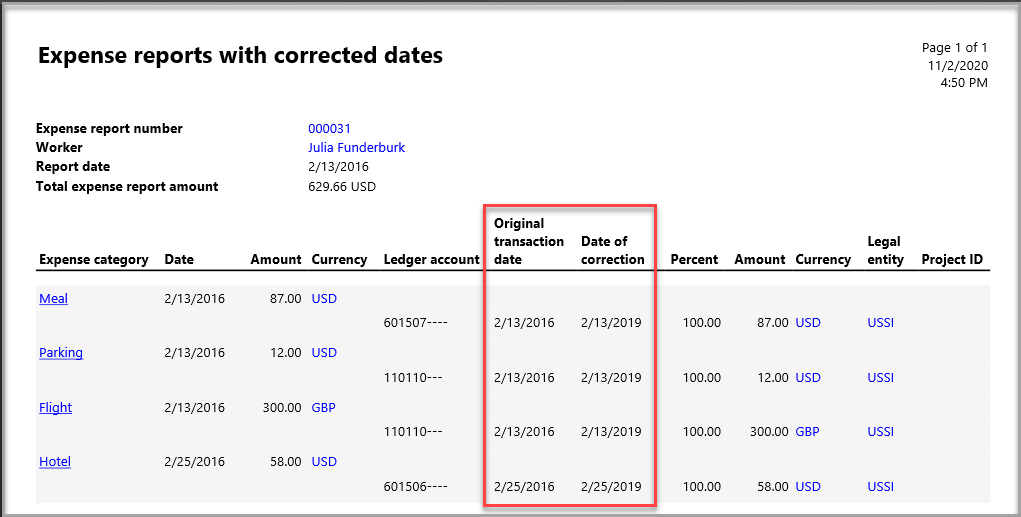 Expense reports with corrected dates
Page 1 of 1
11/2/2020
4:50 PM
Expense report number 000031
Worker Julia Funderburk
Report date 2/13/2016
Total expense report amount 629.66 USD
Expense category Date Amount Currency Ledger account Original transaction date Date of correction Percent Amount Currency Legal entity Project ID
Meal 2/13/2016 87.00 USD
601507---- 2/13/2016 2/13/2019 100.00 87.00 USD USSI
Parking 2/13/2016 12.00 USD
110110--- 2/13/2016 2/13/2019 100.00 12.00 USD USSI
Flight 2/13/2016 300.00 GBP
110110--- 2/13/2016 2/13/2019 100.00 300.00 GBP USSI
Hotel 2/25/2016 58.00 USD
601506---- 2/25/2016 2/25/2019 100.00 58.00 USD USSI